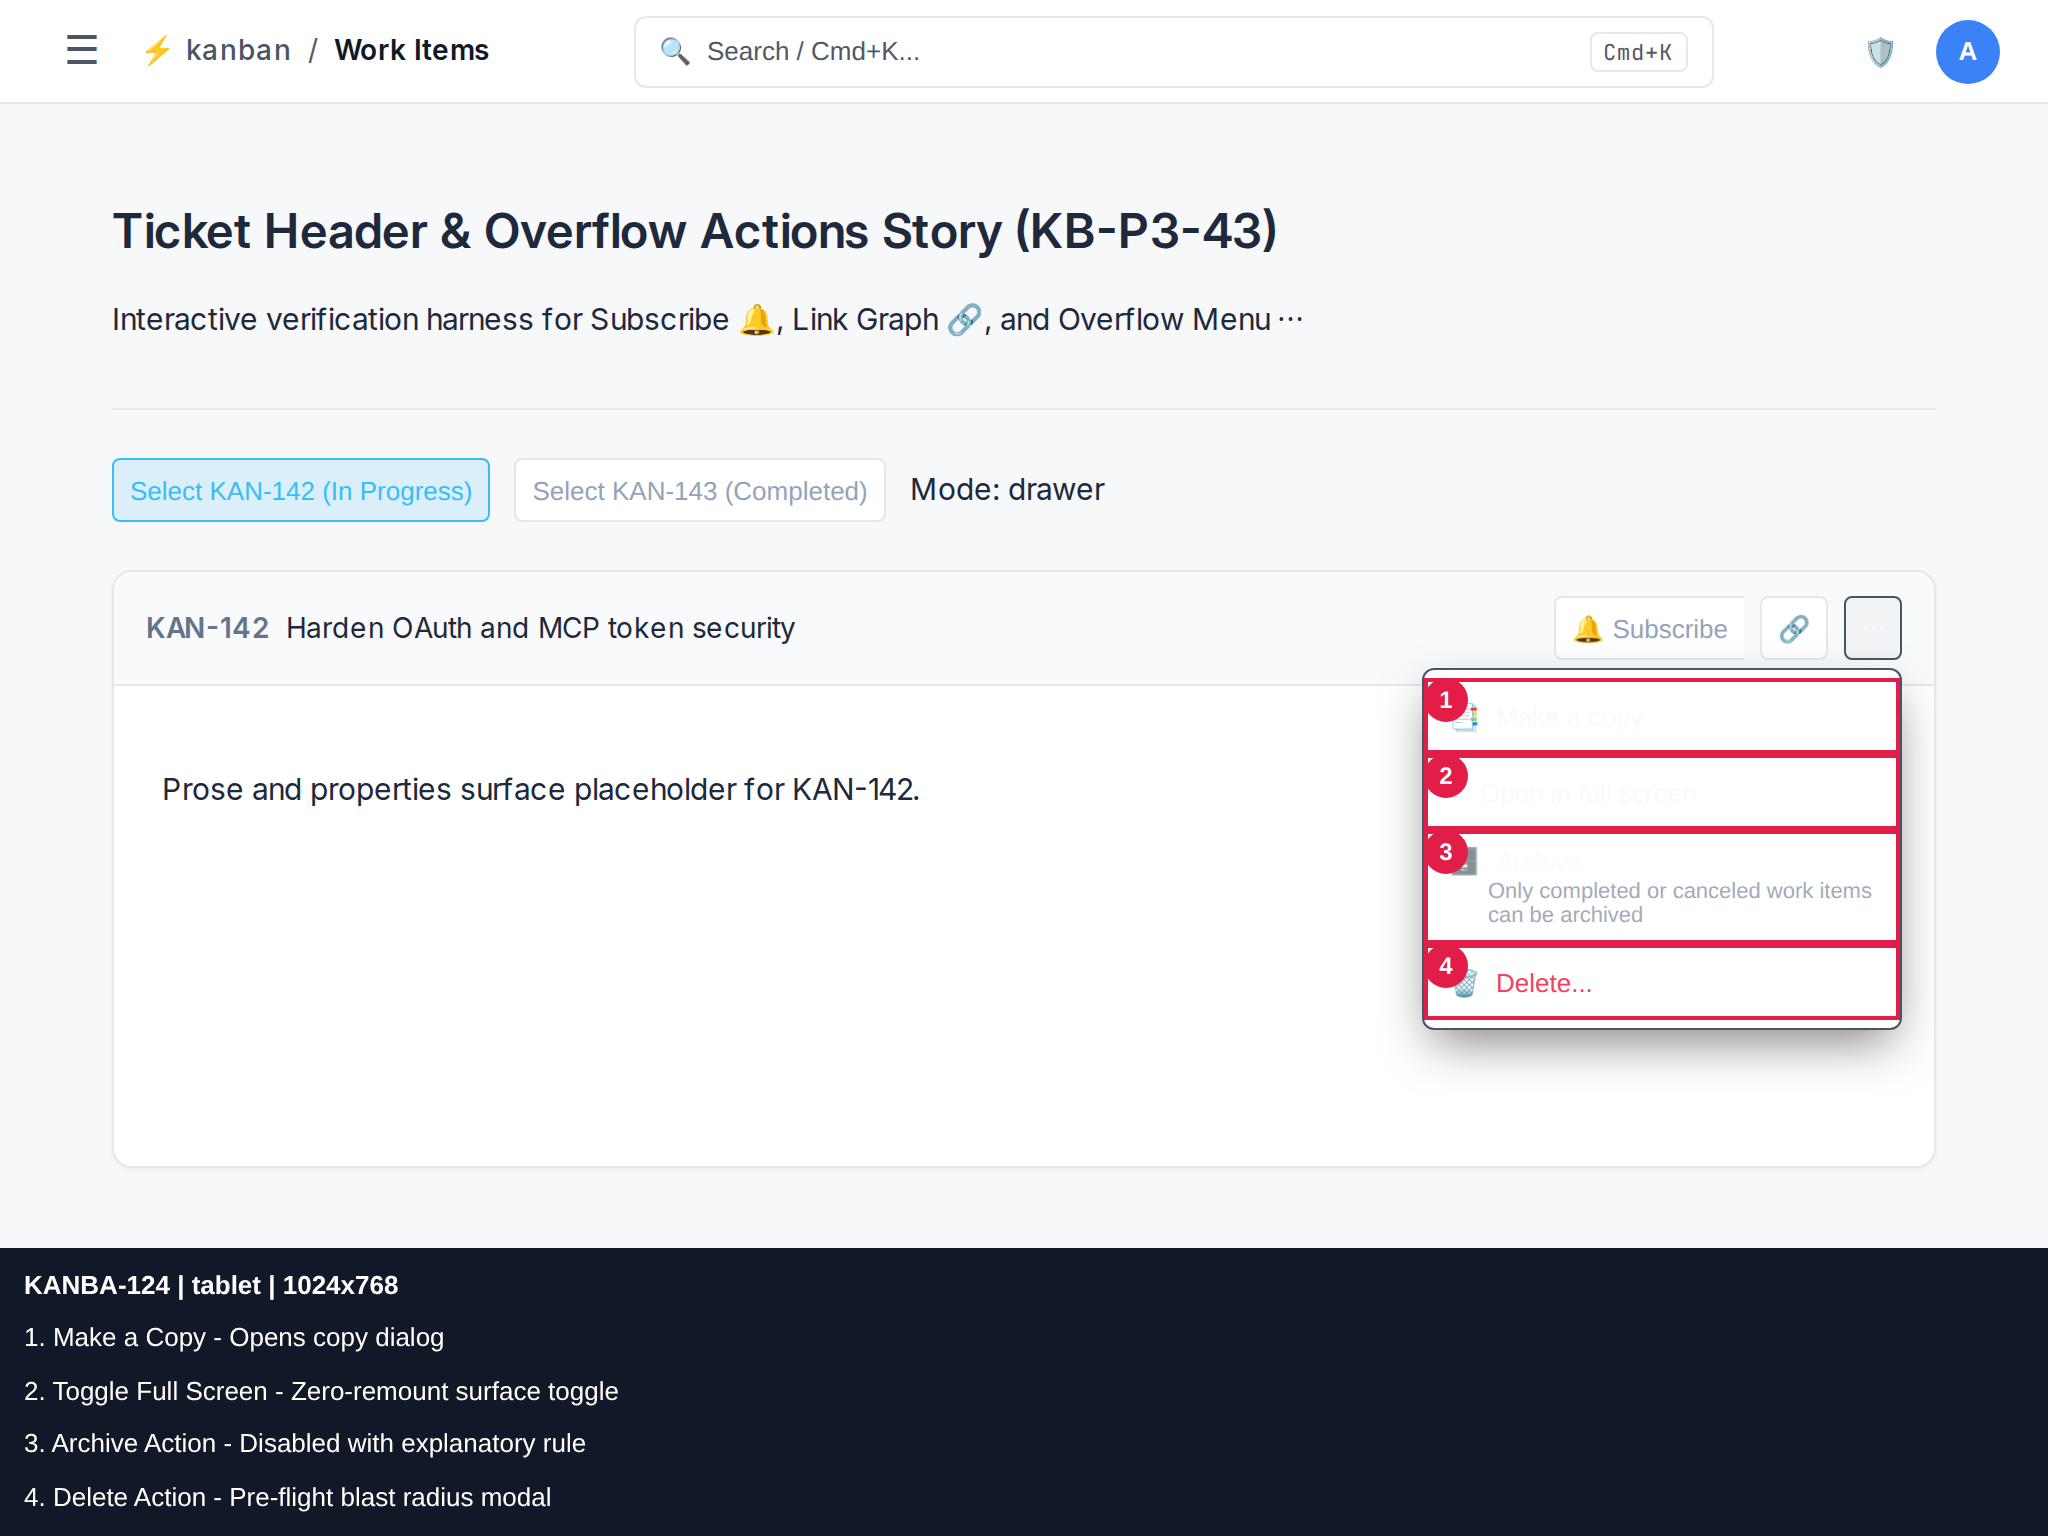 kanban / Work Items
Search / Cmd+K...
Cmd+K
A
Ticket Header & Overflow Actions Story (KB-P3-43)
Interactive verification harness for Subscribe 🔔, Link Graph 🔗, and Overflow Menu ···
Select KAN-142 (In Progress)
Select KAN-143 (Completed)
Mode: drawer
KAN-142 Harden OAuth and MCP token security
Subscribe
1
Make a copy
2
Open in full screen
3
Archive
Only completed or canceled work items
can be archived
4
Delete...
Prose and properties surface placeholder for KAN-142.
KANBA-124 | tablet | 1024x768
1. Make a Copy - Opens copy dialog
2. Toggle Full Screen - Zero-remount surface toggle
3. Archive Action - Disabled with explanatory rule
4. Delete Action - Pre-flight blast radius modal